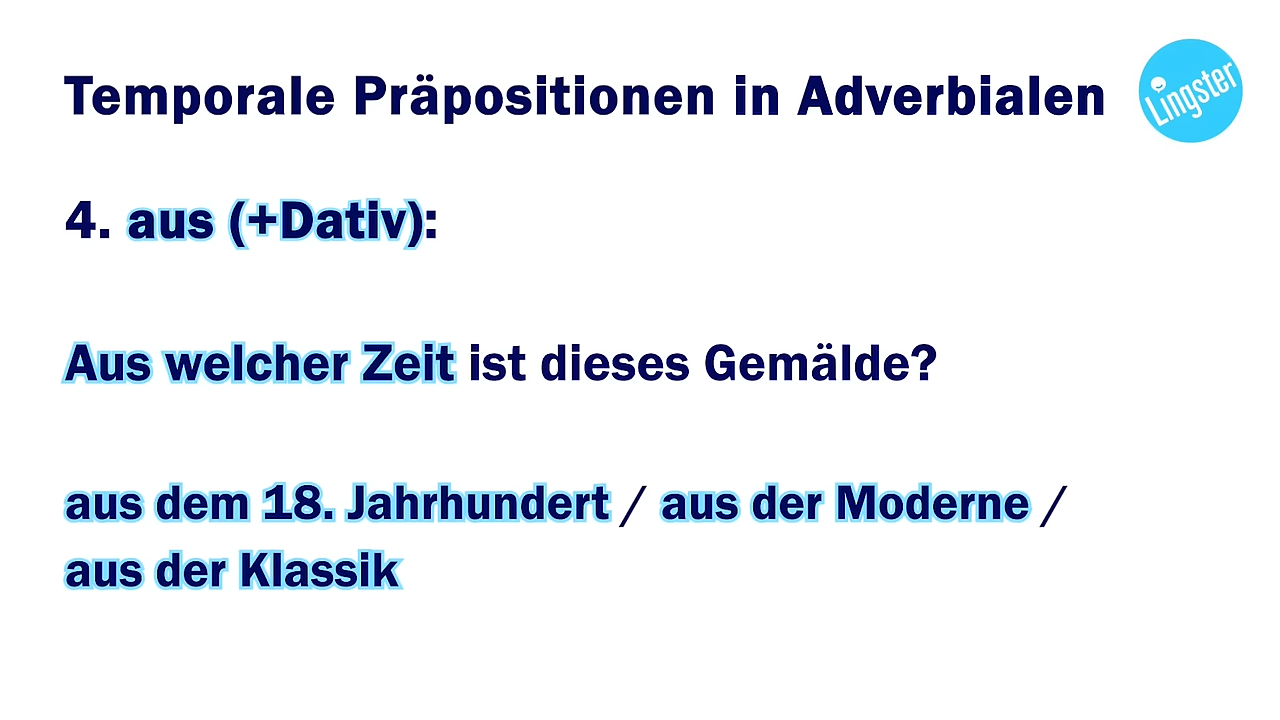 Temporale Präpositionen in Adverbialen
Lingster
4. aus (+Dativ):
Aus welcher Zeit ist dieses Gemälde?
aus dem 18. Jahrhundert / aus der Moderne /
aus der Klassik